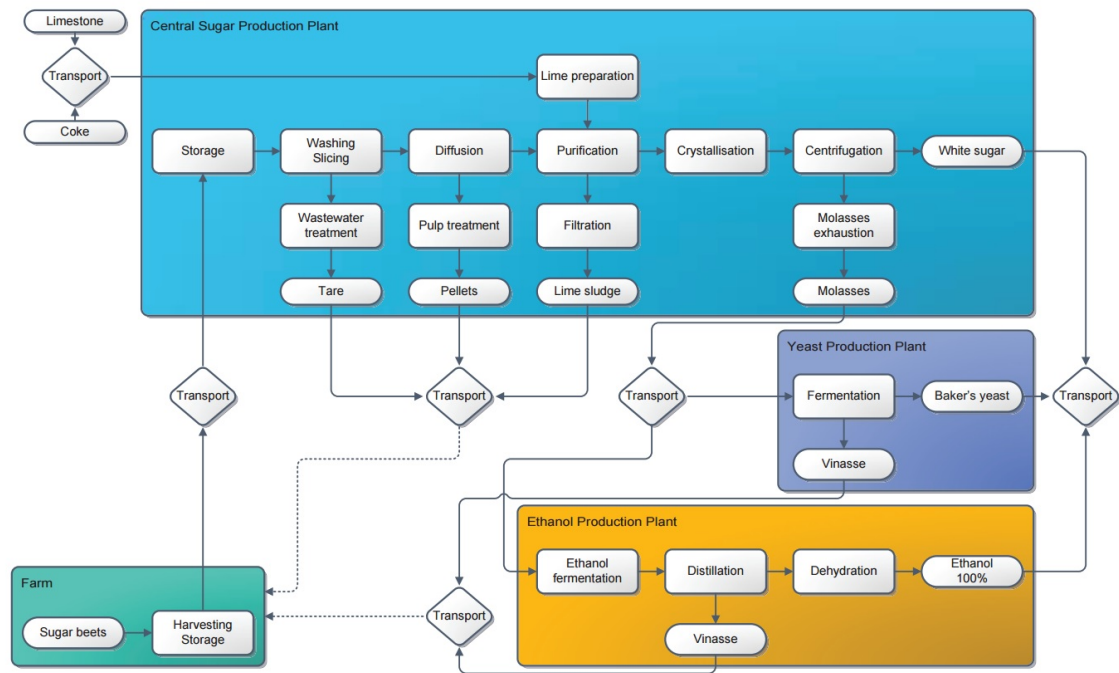 Limestone
Central Sugar Production Plant
Transport
Lime preparation
Coke
Storage
Washing
Slicing
Diffusion
Purification
Crystallisation
Centrifugation
White sugar
Wastewater
treatment
Pulp treatment
Filtration
Molasses
exhaustion
Tare
Pellets
Lime sludge
Molasses
Yeast Production Plant
Transport
Transport
Transport
Fermentation
Baker's yeast
Transport
Vinasse
Ethanol Production Plant
Ethanol
fermentation
Distillation
Dehydration
Ethanol
100%
Farm
Sugar beets
Harvesting
Storage
Transport
Vinasse